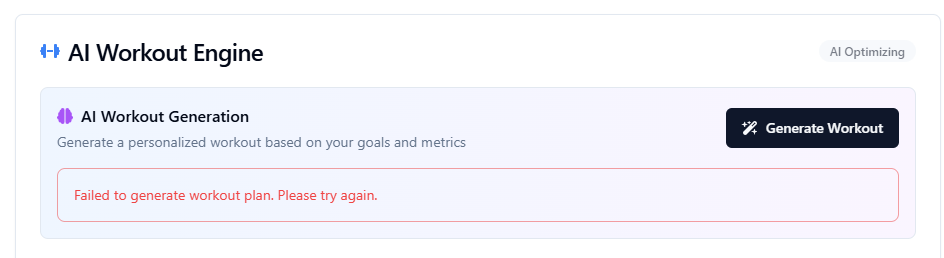 AI Workout Engine
AI Optimizing
AI Workout Generation
Generate a personalized workout based on your goals and metrics
Generate Workout
Failed to generate workout plan. Please try again.